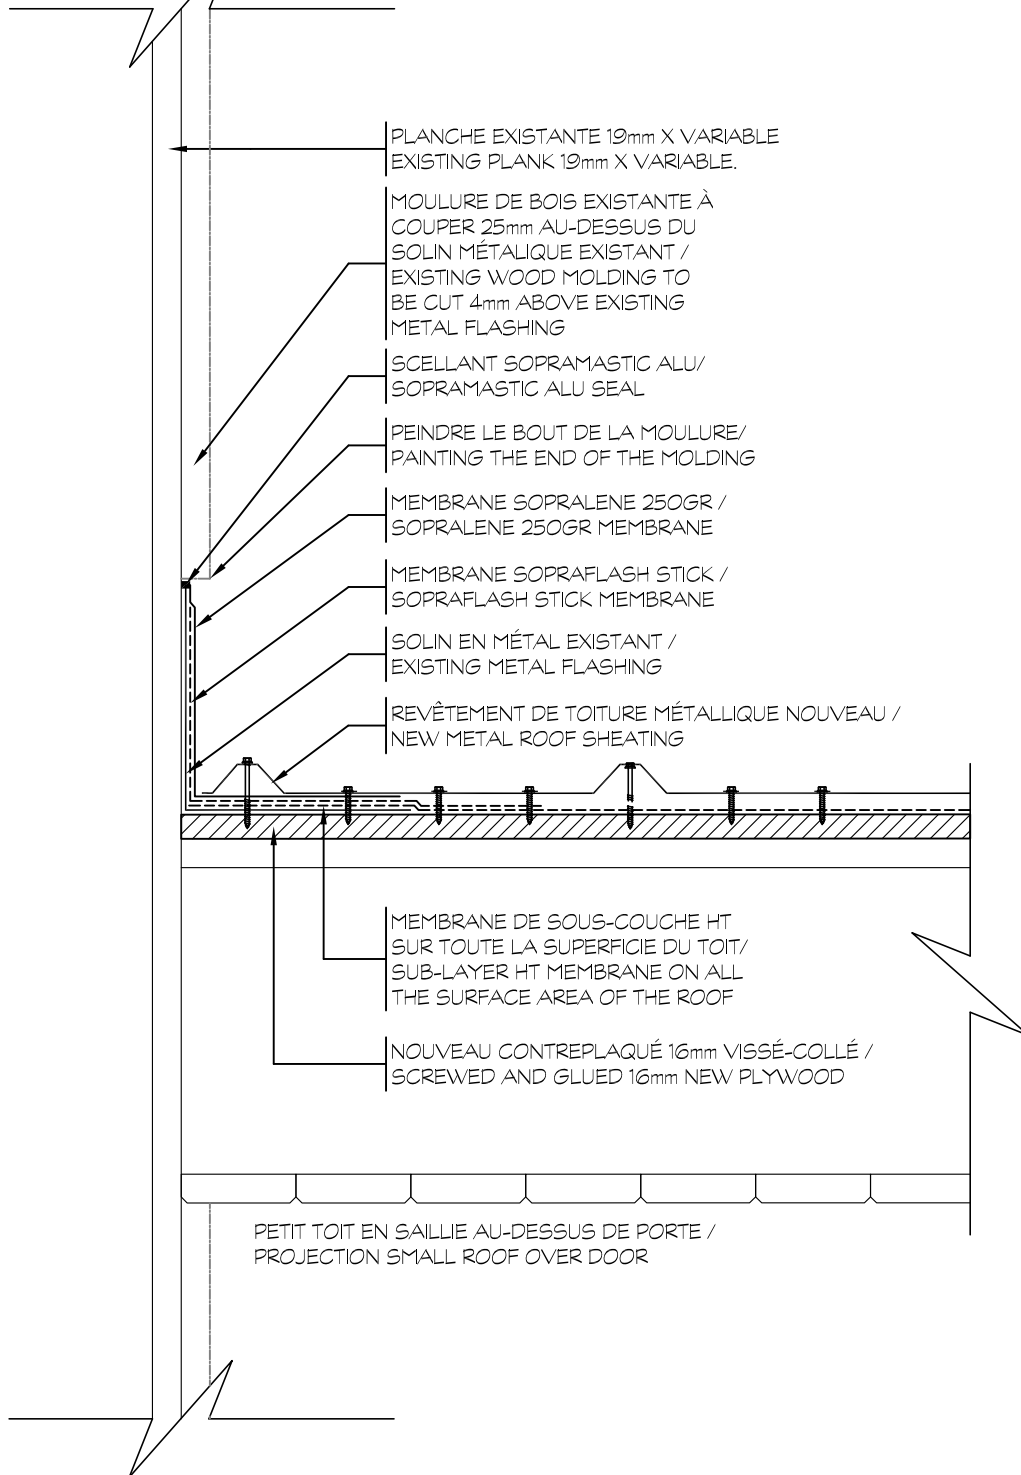 PLANCHE EXISTANTE 19mm X VARIABLE
EXISTING PLANK 19mm X VARIABLE.
MOULURE DE BOIS EXISTANTE À
COUPER 25mm AU-DESSUS DU
SOLIN MÉTALIQUE EXISTANT /
EXISTING WOOD MOLDING TO
BE CUT 4mm ABOVE EXISTING
METAL FLASHING
SCELLANT SOPRAMASTIC ALU/
SOPRAMASTIC ALU SEAL
PEINDRE LE BOUT DE LA MOULURE/
PAINTING THE END OF THE MOLDING
MEMBRANE SOPRALENE 250GR /
SOPRALENE 250GR MEMBRANE
MEMBRANE SOPRAFLASH STICK /
SOPRAFLASH STICK MEMBRANE
SOLIN EN MÉTAL EXISTANT /
EXISTING METAL FLASHING
REVÊTEMENT DE TOITURE MÉTALLIQUE NOUVEAU /
NEW METAL ROOF SHEATING
MEMBRANE DE SOUS-COUCHE HT
SUR TOUTE LA SUPERFICIE DU TOIT/
SUB-LAYER HT MEMBRANE ON ALL
THE SURFACE AREA OF THE ROOF
NOUVEAU CONTREPLAQUÉ 16mm VISSÉ-COLLÉ /
SCREWED AND GLUED 16mm NEW PLYWOOD
PETIT TOIT EN SAILLIE AU-DESSUS DE PORTE /
PROJECTION SMALL ROOF OVER DOOR